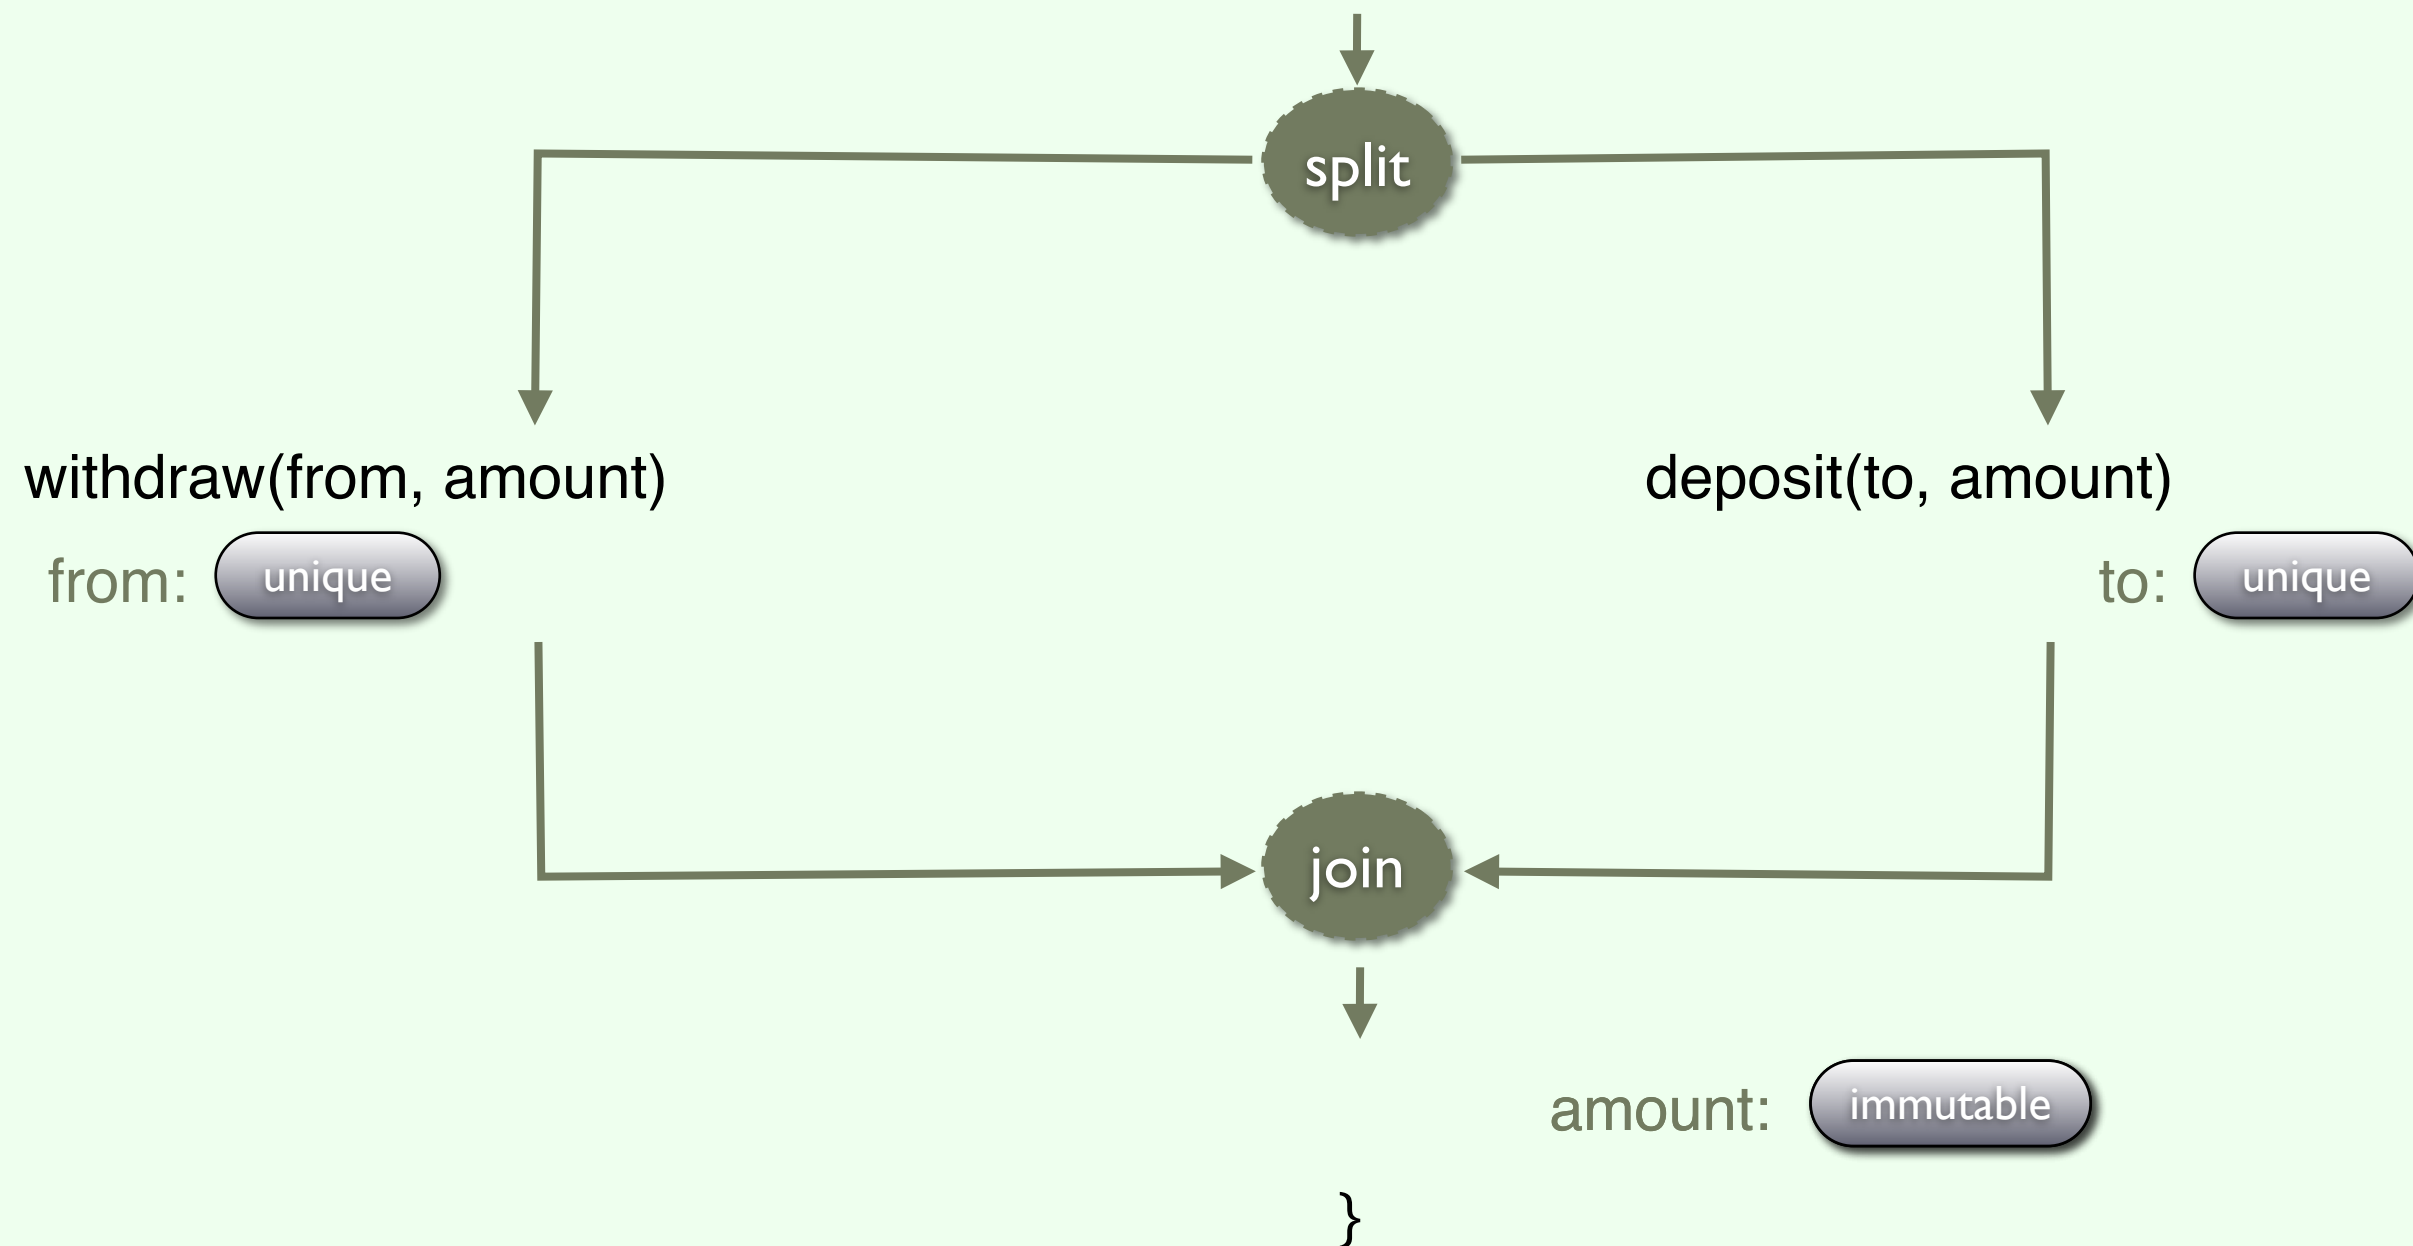 split
withdraw(from, amount)
deposit(to, amount)
from: unique
to: unique
join
amount: immutable
}